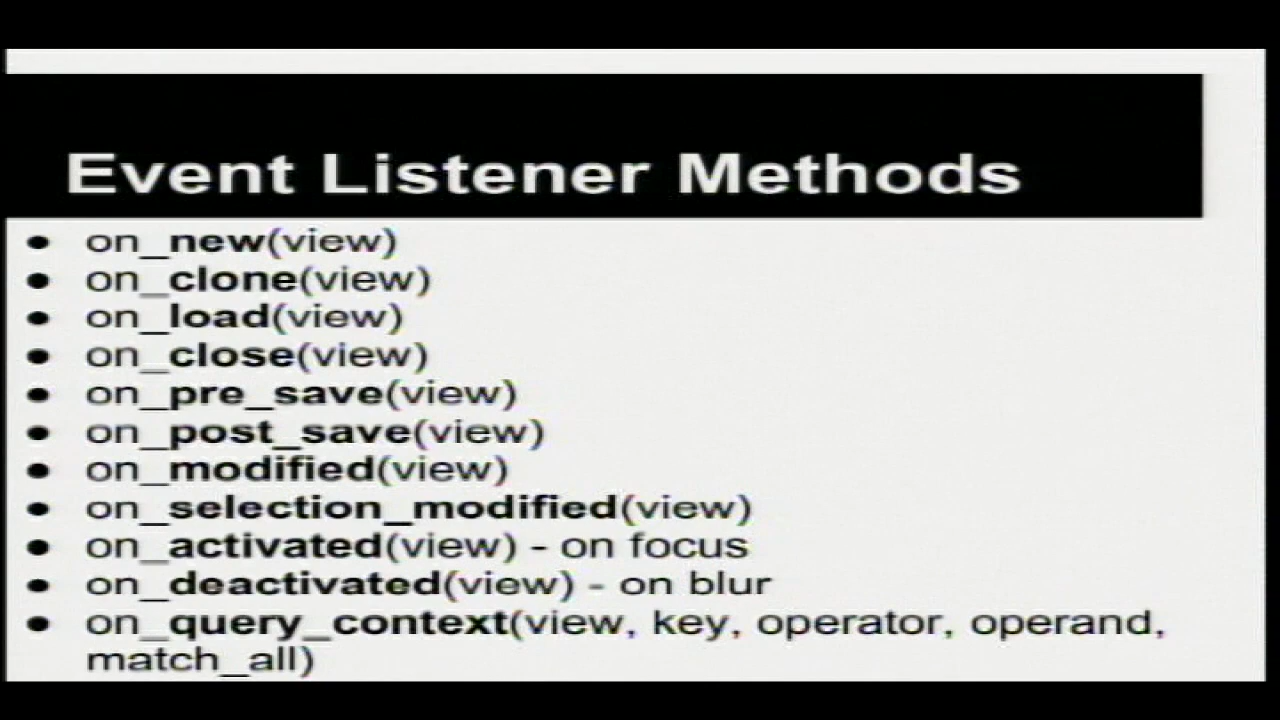 Event Listener Methods
• on_new(view)
• on_clone(view)
• on_load(view)
• on_close(view)
• on_pre_save(view)
• on_post_save(view)
• on_modified(view)
• on_selection_modified(view)
• on_activated(view) - on focus
• on_deactivated(view) - on blur
• on_query_context(view, key, operator, operand,
match_all)